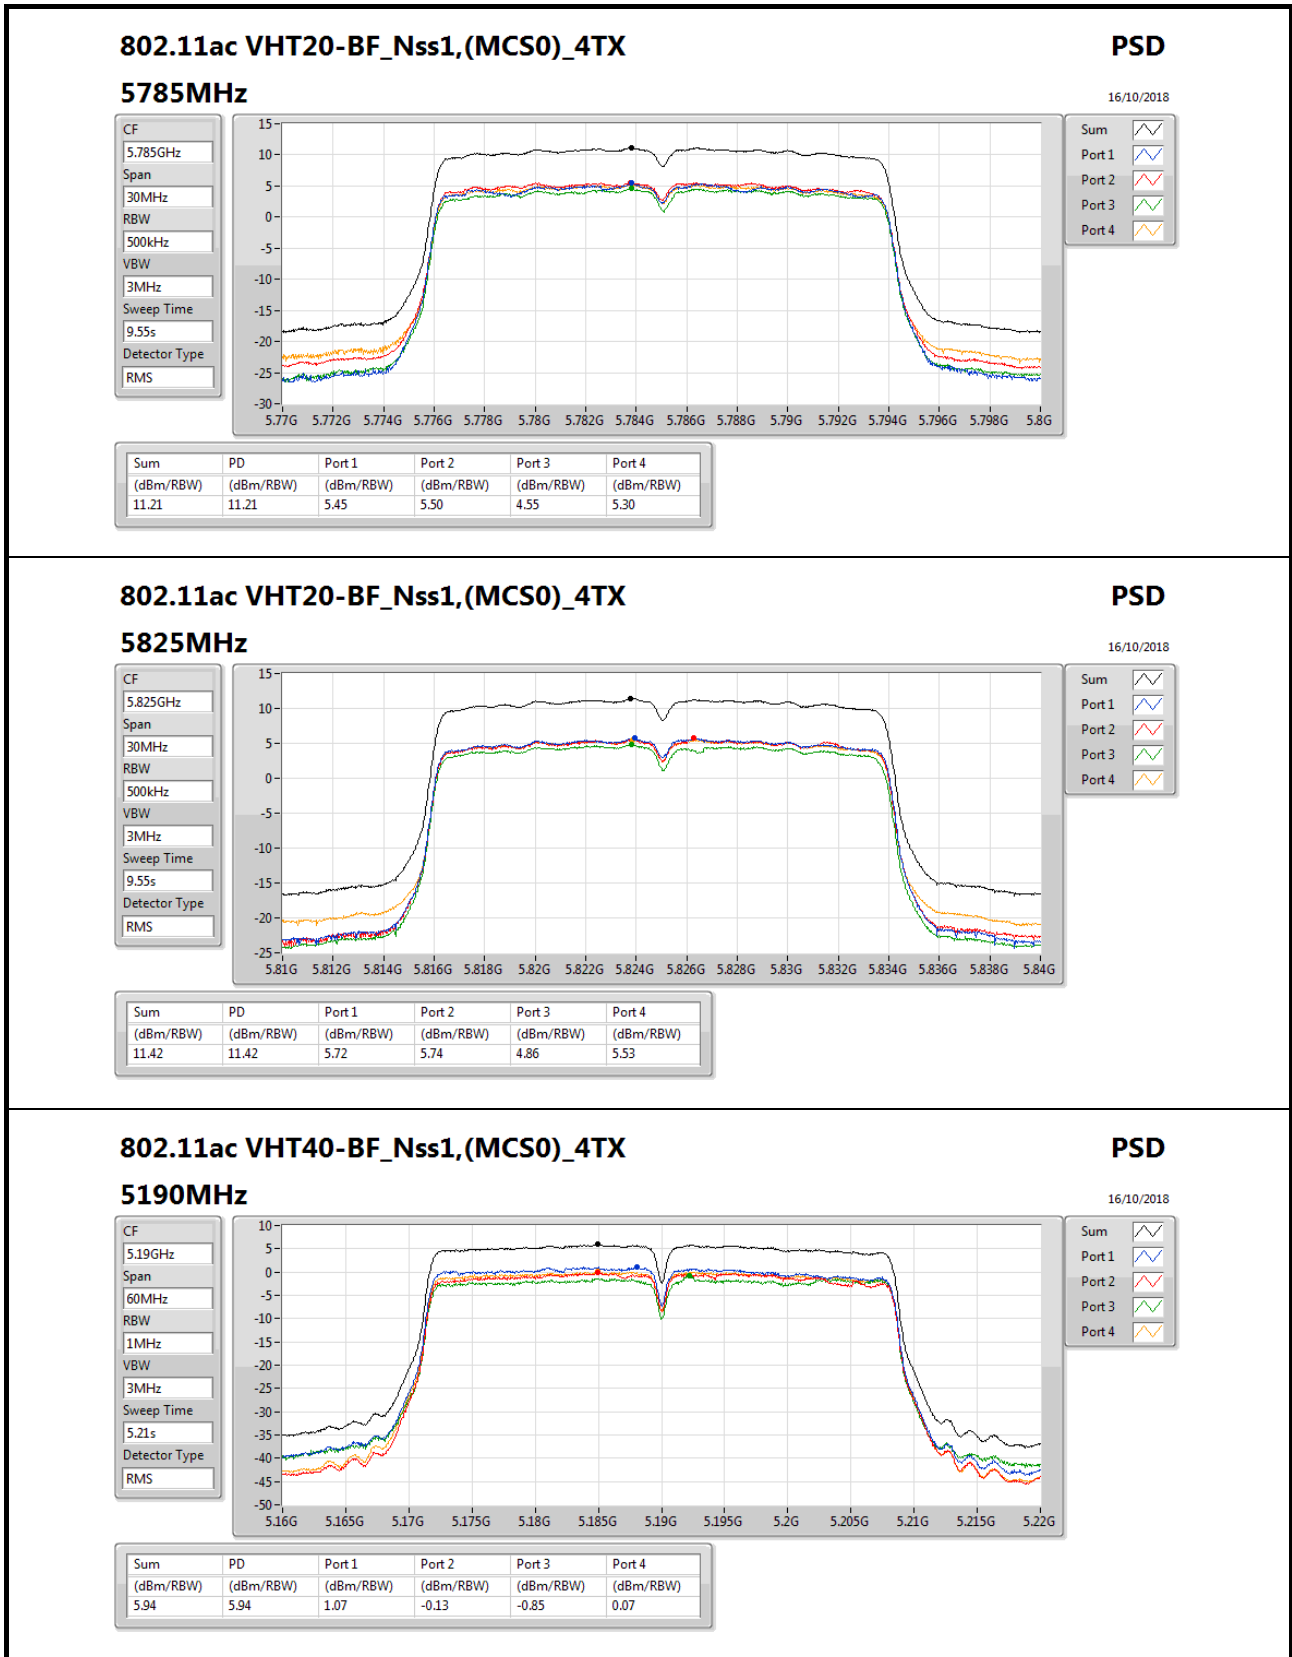 802.11ac VHT20-BF_Nss1,(MCS0)_4TX PSD
5785MHz 16/10/2018
CF
5.785GHz
Span
30MHz
RBW
500kHz
VBW
3MHz
Sweep Time
9.55s
Detector Type
RMS
15
10
5
0
-5
-10
-15
-20
-25
-30
5.77G 5.772G 5.774G 5.776G 5.778G 5.78G 5.782G 5.784G 5.786G 5.788G 5.79G 5.792G 5.794G 5.796G 5.798G 5.8G
Sum
Port 1
Port 2
Port 3
Port 4
Sum PD Port 1 Port 2 Port 3 Port 4
(dBm/RBW) (dBm/RBW) (dBm/RBW) (dBm/RBW) (dBm/RBW) (dBm/RBW)
11.21 11.21 5.45 5.50 4.55 5.30
802.11ac VHT20-BF_Nss1,(MCS0)_4TX PSD
5825MHz 16/10/2018
CF
5.825GHz
Span
30MHz
RBW
500kHz
VBW
3MHz
Sweep Time
9.55s
Detector Type
RMS
15
10
5
0
-5
-10
-15
-20
-25
5.81G 5.812G 5.814G 5.816G 5.818G 5.82G 5.822G 5.824G 5.826G 5.828G 5.83G 5.832G 5.834G 5.836G 5.838G 5.84G
Sum
Port 1
Port 2
Port 3
Port 4
Sum PD Port 1 Port 2 Port 3 Port 4
(dBm/RBW) (dBm/RBW) (dBm/RBW) (dBm/RBW) (dBm/RBW) (dBm/RBW)
11.42 11.42 5.72 5.74 4.86 5.53
802.11ac VHT40-BF_Nss1,(MCS0)_4TX PSD
5190MHz 16/10/2018
CF
5.19GHz
Span
60MHz
RBW
1MHz
VBW
3MHz
Sweep Time
5.21s
Detector Type
RMS
10
5
0
-5
-10
-15
-20
-25
-30
-35
-40
-45
-50
5.16G 5.165G 5.17G 5.175G 5.18G 5.185G 5.19G 5.195G 5.2G 5.205G 5.21G 5.215G 5.22G
Sum
Port 1
Port 2
Port 3
Port 4
Sum PD Port 1 Port 2 Port 3 Port 4
(dBm/RBW) (dBm/RBW) (dBm/RBW) (dBm/RBW) (dBm/RBW) (dBm/RBW)
5.94 5.94 1.07 -0.13 -0.85 0.07